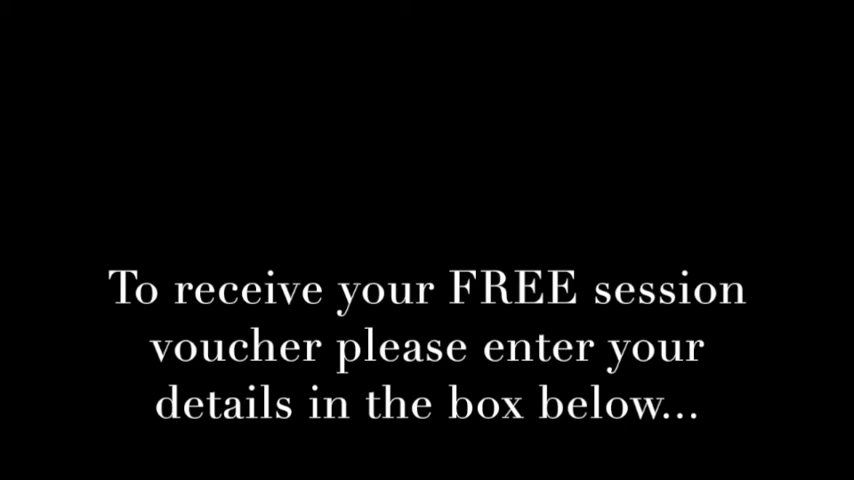 To receive your FREE session
voucher please enter your
details in the box below...